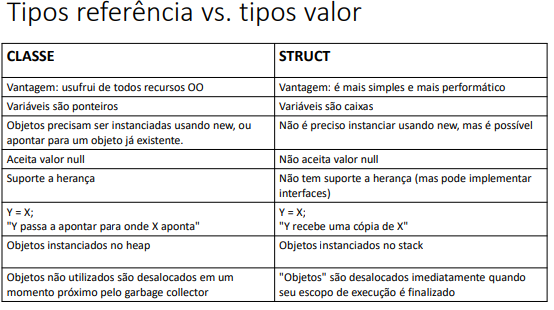 Tipos referência vs. tipos valor
CLASSE
STRUCT
Vantagem: usufrui de todos recursos OO
Vantagem: é mais simples e mais performático
Variáveis são ponteiros
Variáveis são caixas
Objetos precisam ser instanciadas usando new, ou
apontar para um objeto já existente.
Não é preciso instanciar usando new, mas é possível
Aceita valor null
Não aceita valor null
Suporte a herança
Não tem suporte a herança (mas pode implementar
interfaces)
Y = X;
"Y passa a apontar para onde X aponta"
Y = X;
"Y recebe uma cópia de X"
Objetos instanciados no heap
Objetos instanciados no stack
Objetos não utilizados são desalocados em um
momento próximo pelo garbage collector
"Objetos" são desalocados imediatamente quando
seu escopo de execução é finalizado